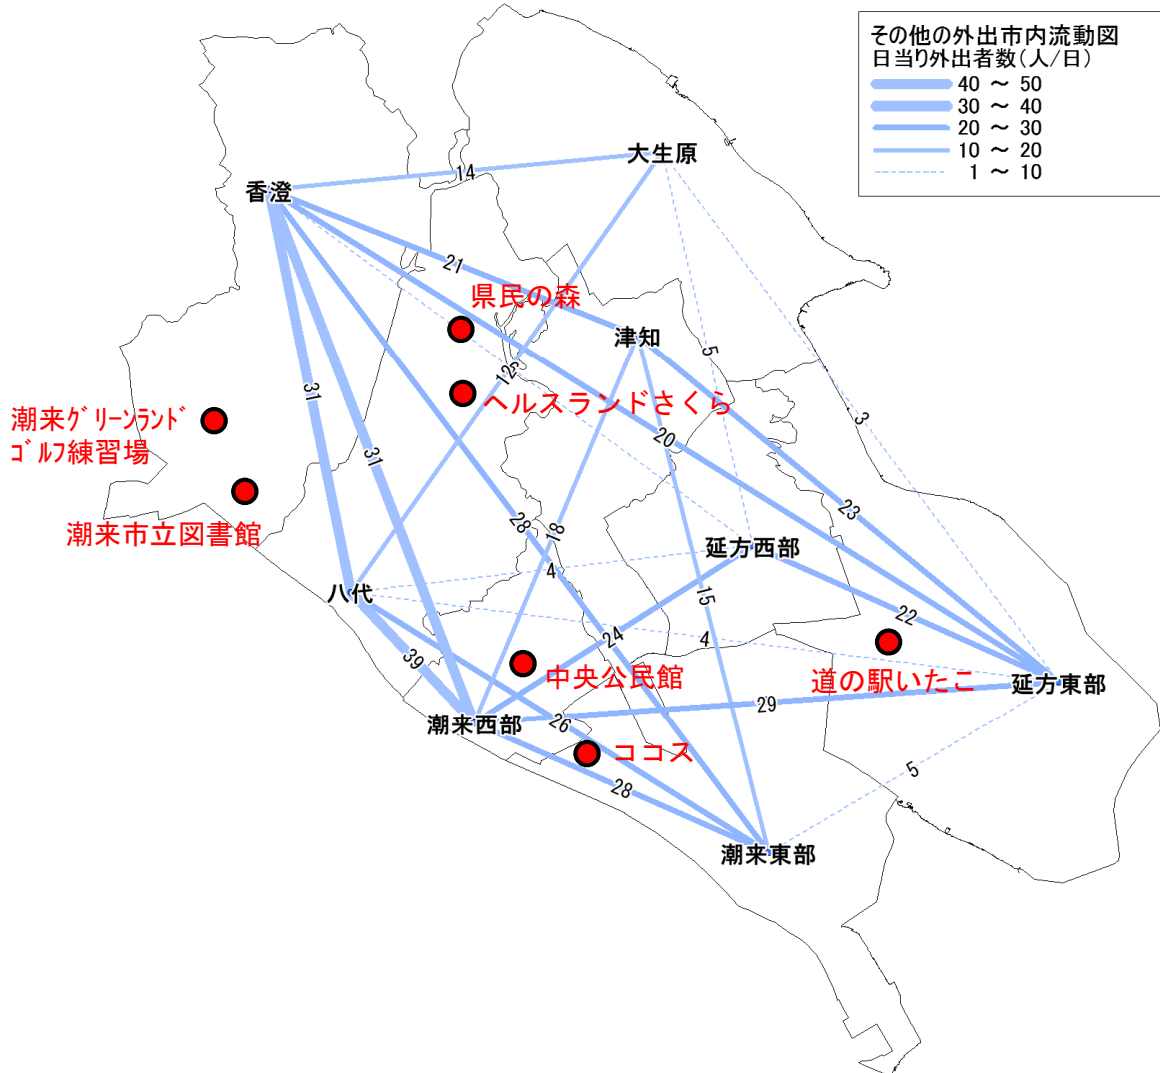 その他の外出市内流動図
日当り外出者数(人/日)
40 ～ 50
30 ～ 40
20 ～ 30
10 ～ 20
1 ～ 10
大生原
14
香澄
21
県民の森
津知
5
12
ヘルスランドさくら
31
3
潮来グリーンランド
ゴルフ練習場
20
31
潮来市立図書館
28
18
23
延方西部
4
八代
15
22
24
4
39
中央公民館
道の駅いたこ
延方東部
29
潮来西部
26
ココス
5
28
潮来東部